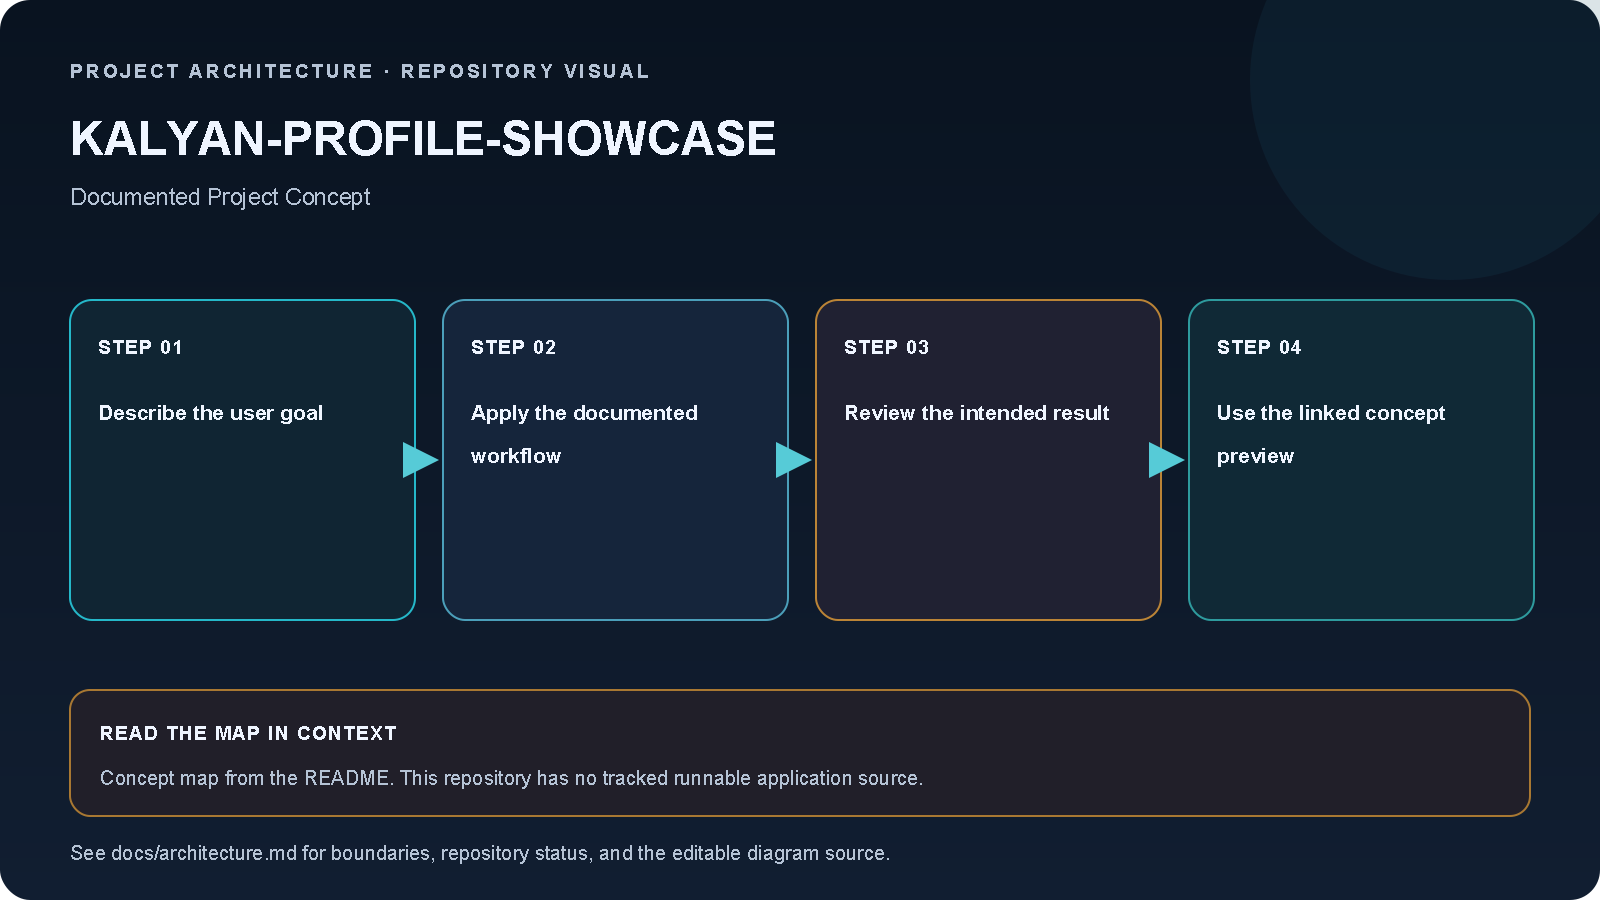 PROJECT ARCHITECTURE · REPOSITORY VISUAL
KALYAN-PROFILE-SHOWCASE
Documented Project Concept
STEP 01
Describe the user goal
STEP 02
Apply the documented
workflow
STEP 03
Review the intended result
STEP 04
Use the linked concept
preview
READ THE MAP IN CONTEXT
Concept map from the README. This repository has no tracked runnable application source.
See docs/architecture.md for boundaries, repository status, and the editable diagram source.